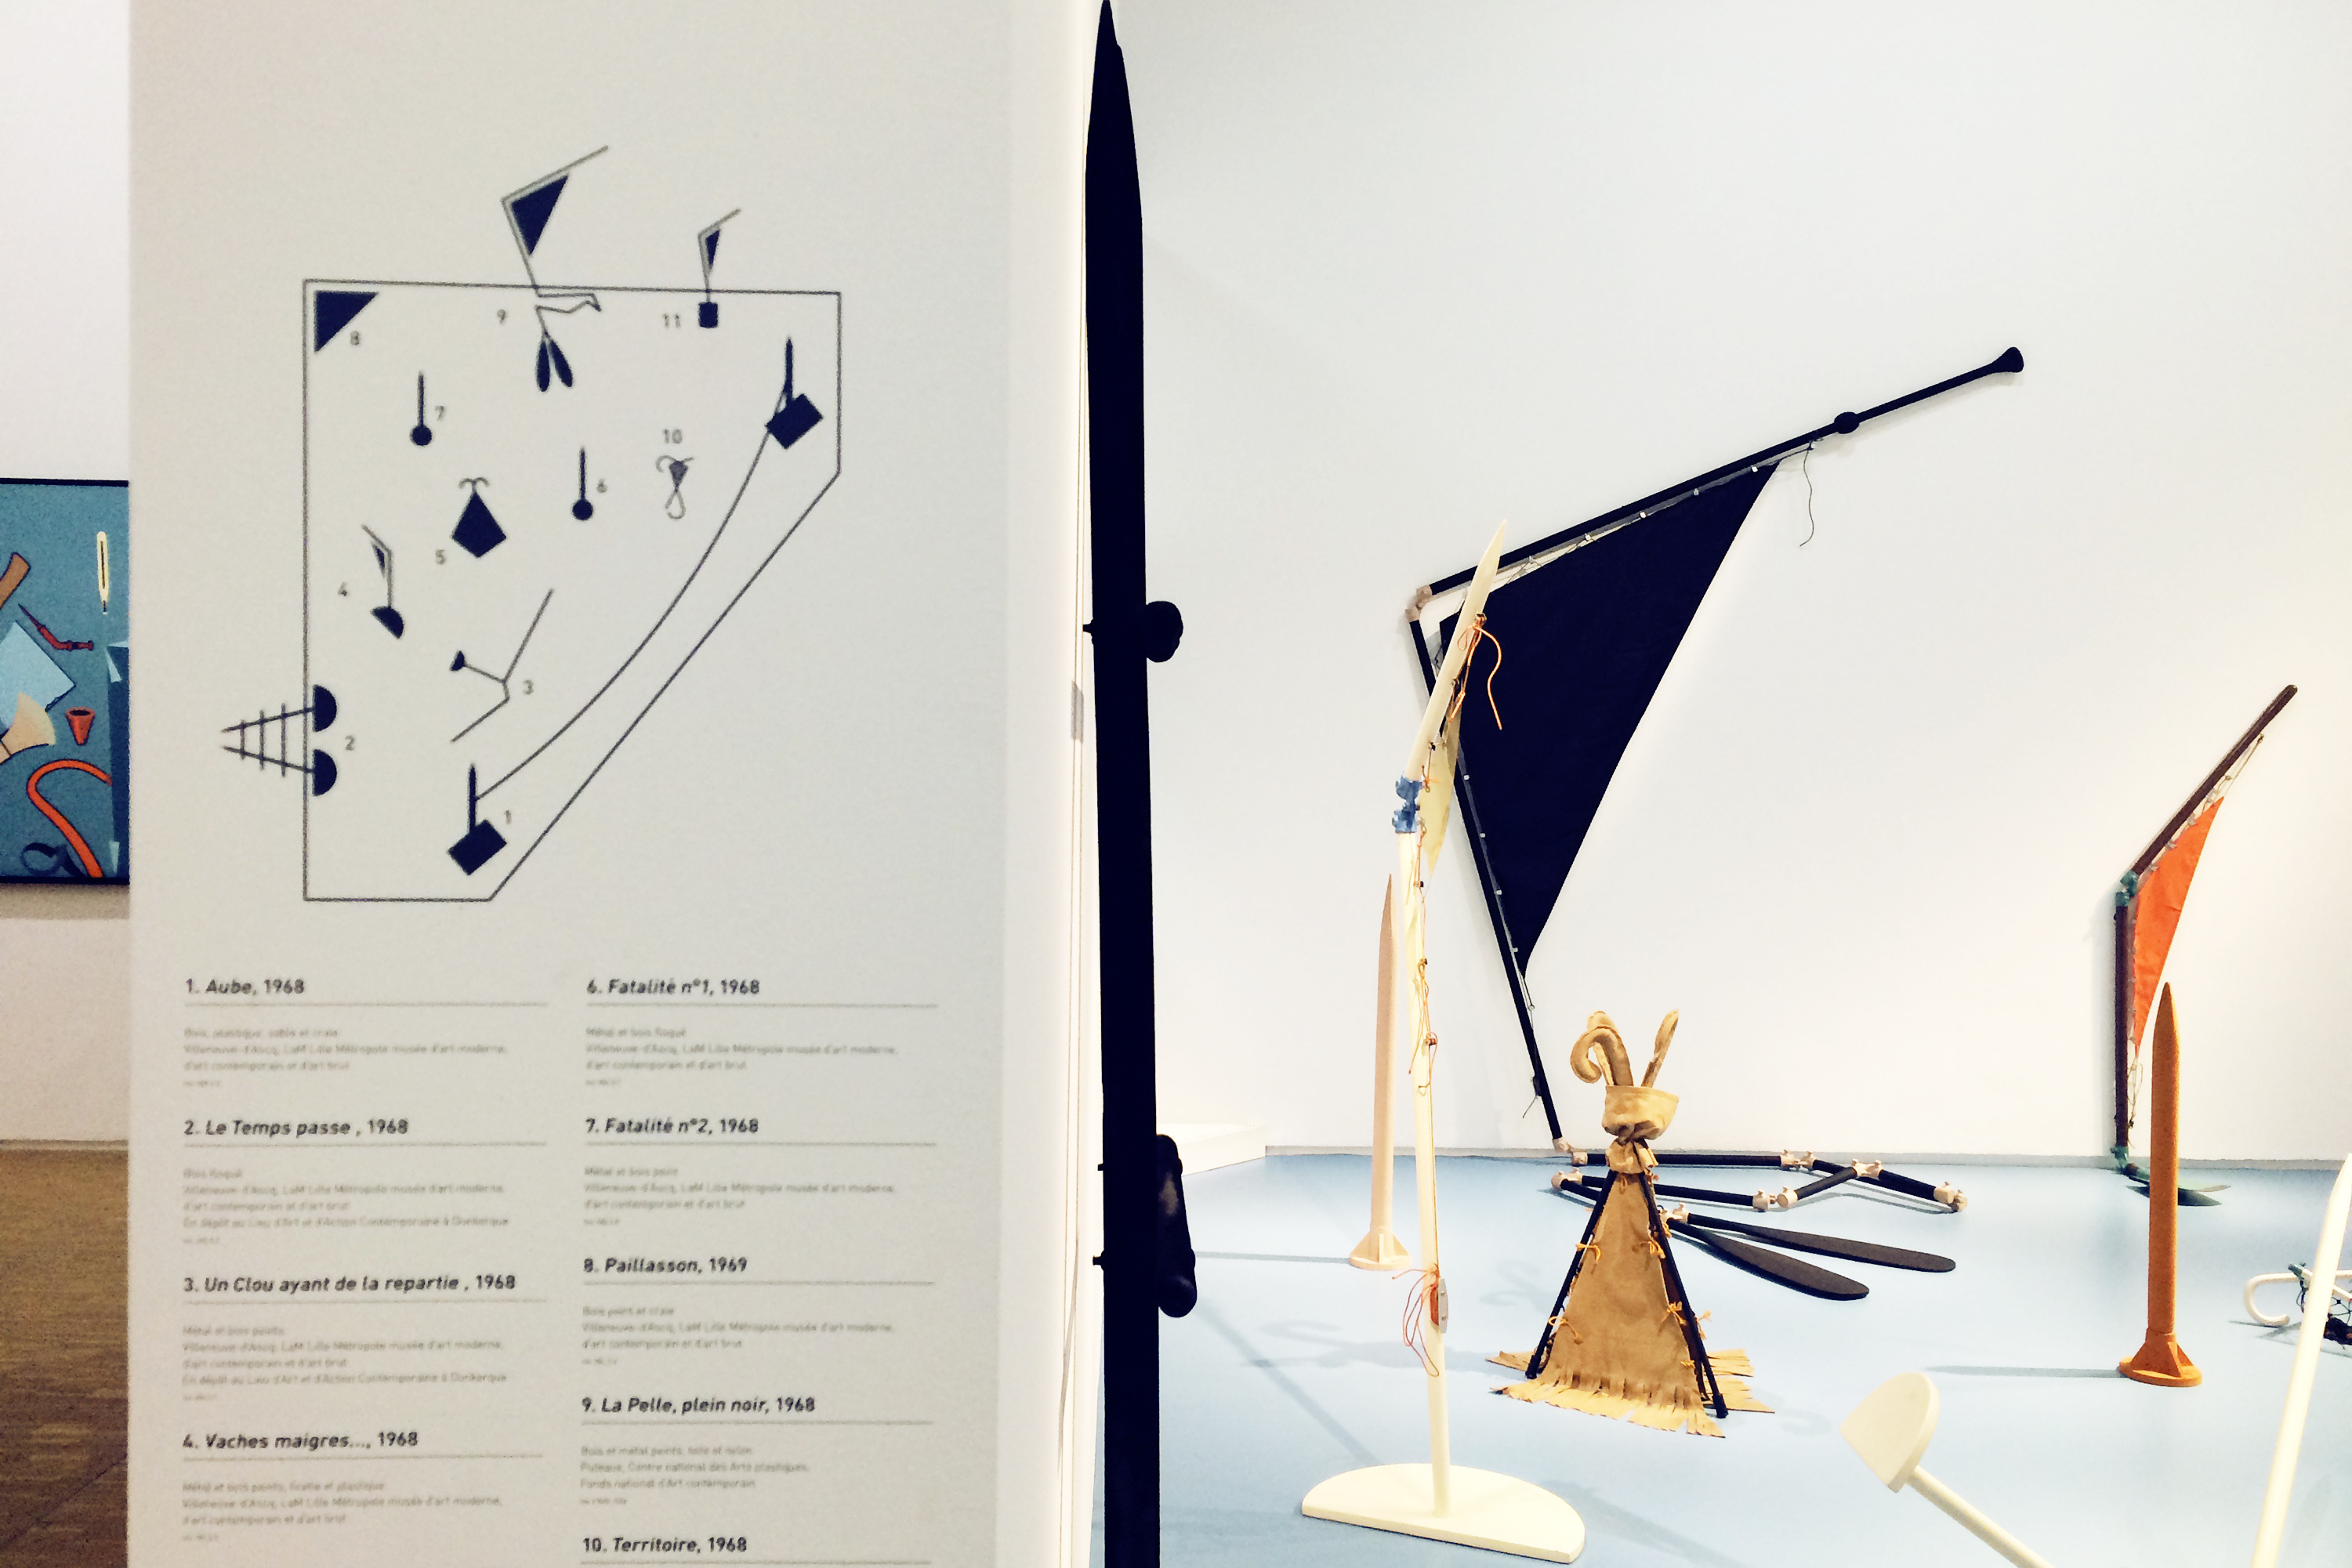 9
11
8
7
10
6
5
4
3
2
1
1. Aube, 1968
Bois, plastique, sable et craie
Villeneuve-d'Ascq, LaM Lille Métropole musée d'art moderne,
d'art contemporain et d'art brut
2. Le Temps passe , 1968
Bois floqué
Villeneuve-d'Ascq, LaM Lille Métropole musée d'art moderne,
d'art contemporain et d'art brut
En dépôt au Lieu d'Art et d'Action Contemporaine à Dunkerque
3. Un Clou ayant de la repartie , 1968
Métal et bois peints
Villeneuve-d'Ascq, LaM Lille Métropole musée d'art moderne,
d'art contemporain et d'art brut
En dépôt au Lieu d'Art et d'Action Contemporaine à Dunkerque
4. Vaches maigres..., 1968
Métal et bois peints, ficelle et plastique
Villeneuve-d'Ascq, LaM Lille Métropole musée d'art moderne,
d'art contemporain et d'art brut
6. Fatalité n°1, 1968
Métal et bois floqué
Villeneuve-d'Ascq, LaM Lille Métropole musée d'art moderne,
d'art contemporain et d'art brut
7. Fatalité n°2, 1968
Métal et bois peint
Villeneuve-d'Ascq, LaM Lille Métropole musée d'art moderne,
d'art contemporain et d'art brut
8. Paillasson, 1969
Bois peint et craie
Villeneuve-d'Ascq, LaM Lille Métropole musée d'art moderne,
d'art contemporain et d'art brut
9. La Pelle, plein noir, 1968
Bois et métal peints, toile et nylon
Puteaux, Centre national des Arts plastiques,
Fonds national d'Art contemporain
10. Territoire, 1968